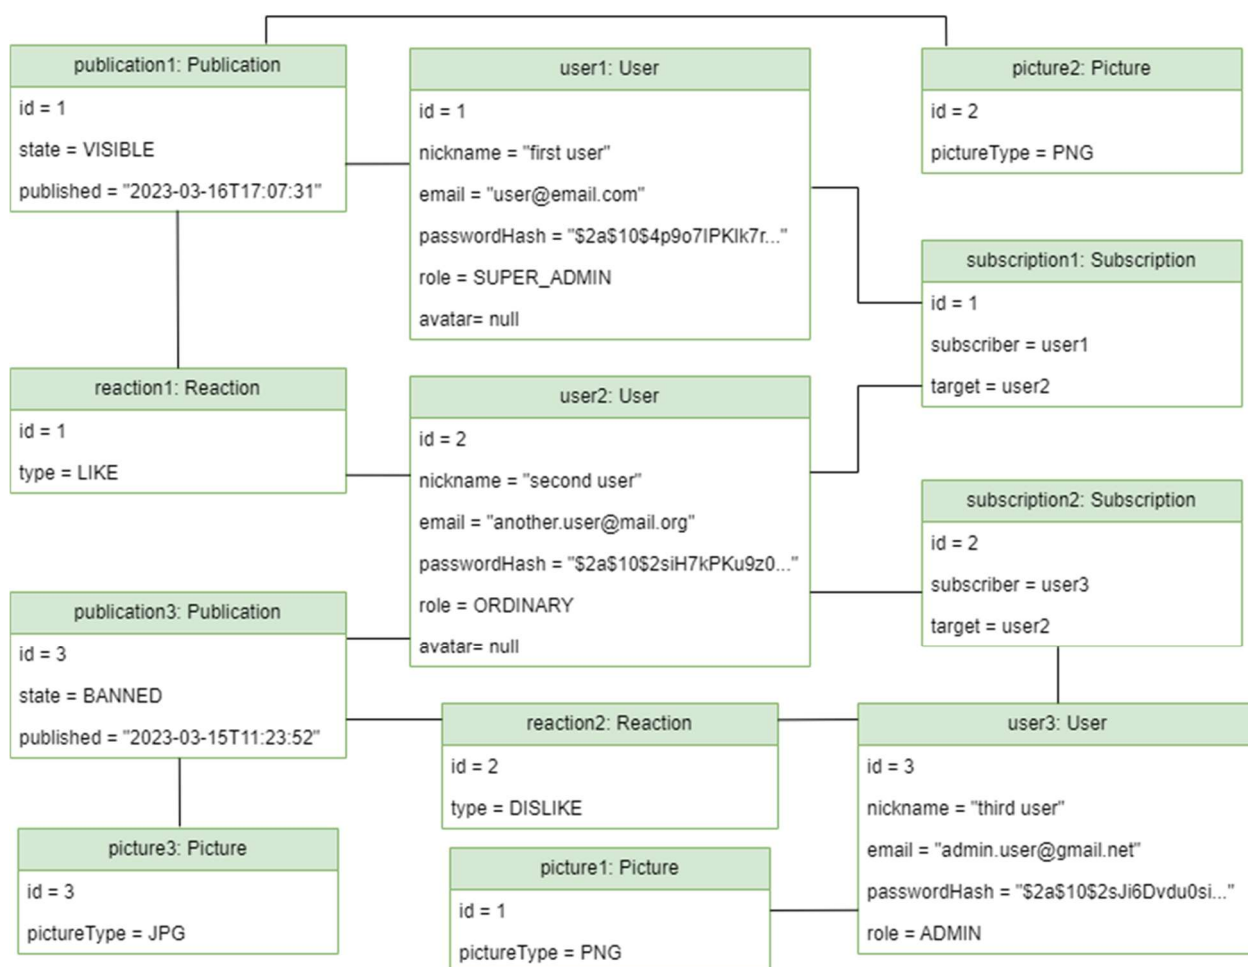 publication1: Publication
id = 1
state = VISIBLE
published = "2023-03-16T17:07:31"
user1: User
id = 1
nickname = "first user"
email = "user@email.com"
passwordHash = "$2a$10$4p9o7IPKIk7r..."
role = SUPER_ADMIN
avatar= null
picture2: Picture
id = 2
pictureType = PNG
subscription1: Subscription
id = 1
subscriber = user1
target = user2
reaction1: Reaction
id = 1
type = LIKE
user2: User
id = 2
nickname = "second user"
email = "another.user@mail.org"
passwordHash = "$2a$10$2siH7kPKu9z0..."
role = ORDINARY
avatar= null
subscription2: Subscription
id = 2
subscriber = user3
target = user2
publication3: Publication
id = 3
state = BANNED
published = "2023-03-15T11:23:52"
reaction2: Reaction
id = 2
type = DISLIKE
user3: User
id = 3
nickname = "third user"
email = "admin.user@gmail.net"
passwordHash = "$2a$10$2sJi6Dvdu0si..."
role = ADMIN
picture3: Picture
id = 3
pictureType = JPG
picture1: Picture
id = 1
pictureType = PNG